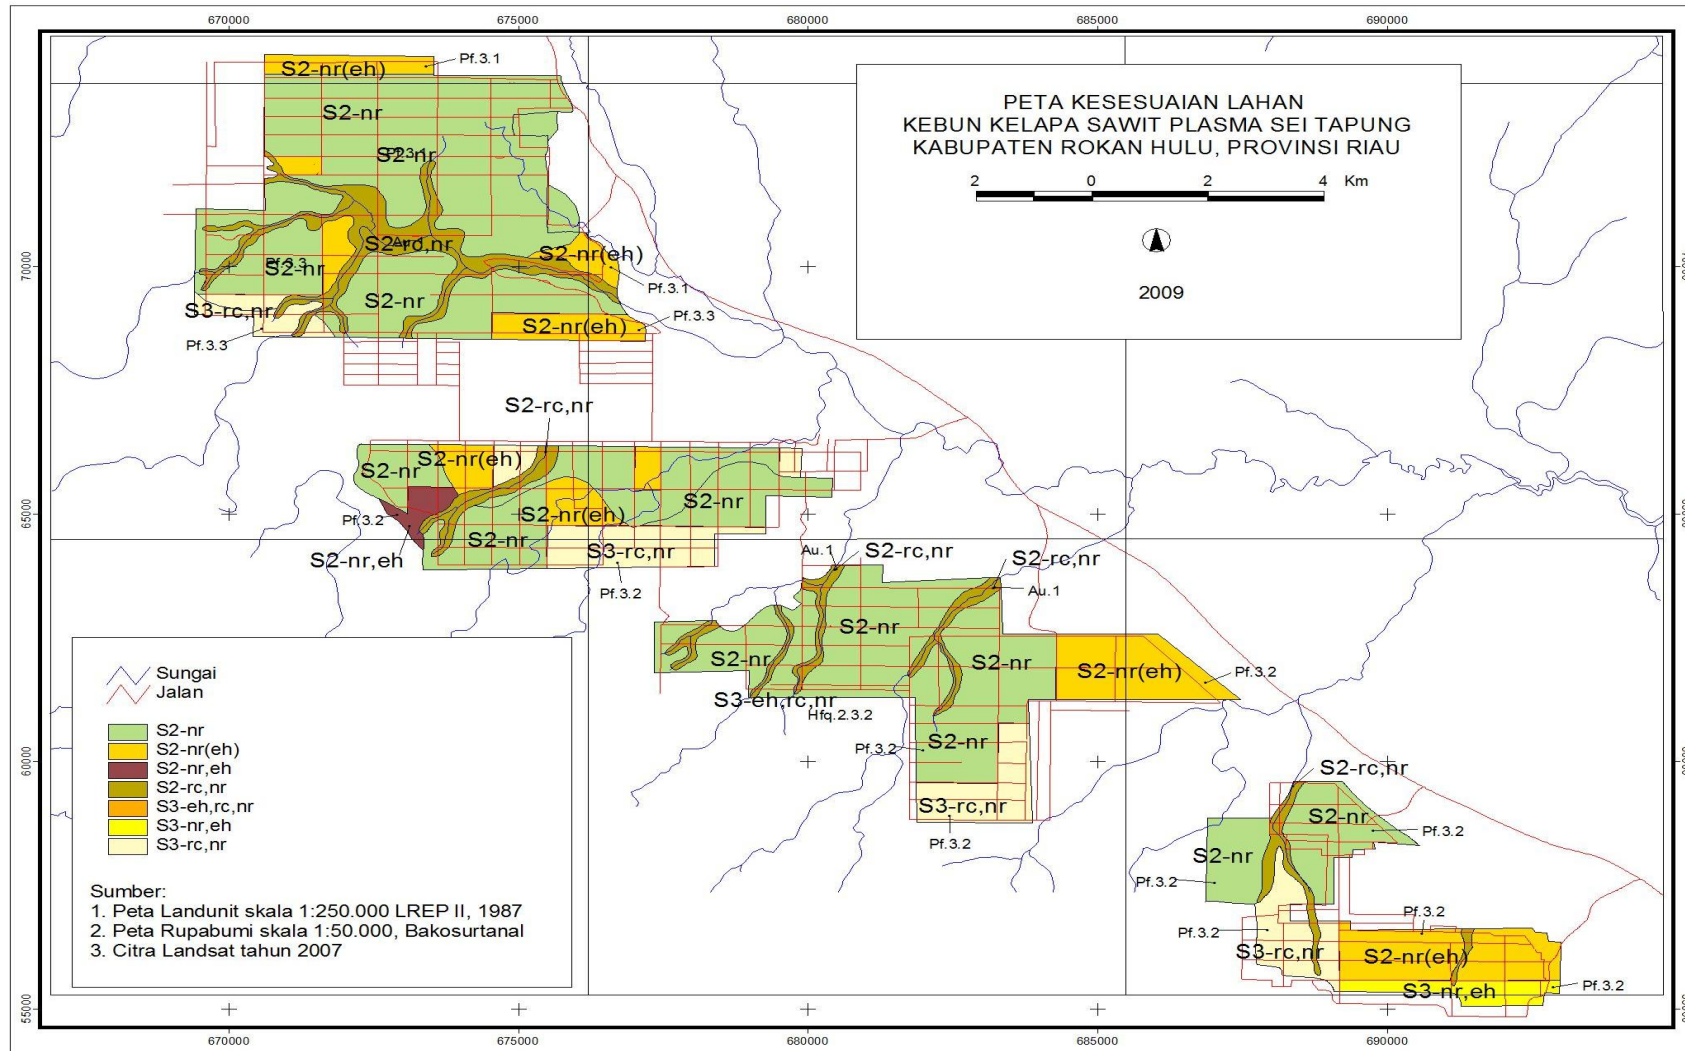 670000 675000 680000 685000 690000
PETA KESESUAIAN LAHAN
KEBUN KELAPA SAWIT PLASMA SEI TAPUNG
KABUPATEN ROKAN HULU, PROVINSI RIAU
2 0 2 4 Km
2009
S2-nr(eh)
Pf.3.1
S2-nr
S2-nr
S2-rc,nr
S2-nr(eh)
Pf.3.3
S2-nr
Pf.3.1
S2-nr
S3-rc,nr
S2-nr(eh)
Pf.3.3
Pf.3.3
70000
S2-rc,nr
S2-nr
S2-nr(eh)
S2-nr
Pf.3.2
S2-nr(eh)
S2-nr
S2-nr,eh
S3-rc,nr
Pf.3.2
65000
Au.1
S2-rc,nr
S2-rc,nr
Au.1
S2-nr
S2-nr
S2-nr
S2-nr(eh)
Pf.3.2
S3-eh,rc,nr
Hfq.2.3.2
Pf.3.2
S2-nr
S3-rc,nr
Pf.3.2
60000
S2-rc,nr
S2-nr
Pf.3.2
S2-nr
Pf.3.2
Pf.3.2
Pf.3.2
S3-rc,nr
S2-nr(eh)
S3-nr,eh
Pf.3.2
55000
Sungai
Jalan
S2-nr
S2-nr(eh)
S2-nr,eh
S2-rc,nr
S3-eh,rc,nr
S3-nr,eh
S3-rc,nr
Sumber:
1. Peta Landunit skala 1:250.000 LREP II, 1987
2. Peta Rupabumi skala 1:50.000, Bakosurtanal
3. Citra Landsat tahun 2007
670000 675000 680000 685000 690000